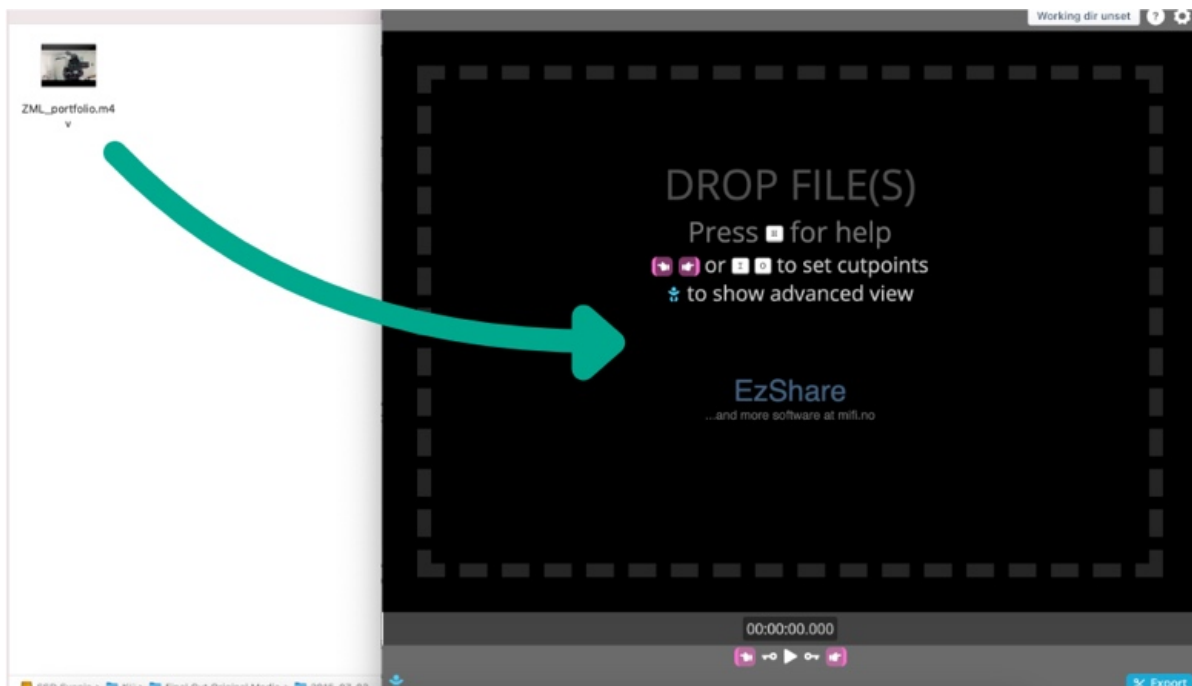 Working dir unset ?
ZML_portfolio.m4
v
DROP FILE(S)
Press H for help
or I O to set cutpoints
to show advanced view
EzShare
...and more software at mifi.no
00:00:00.000
Export